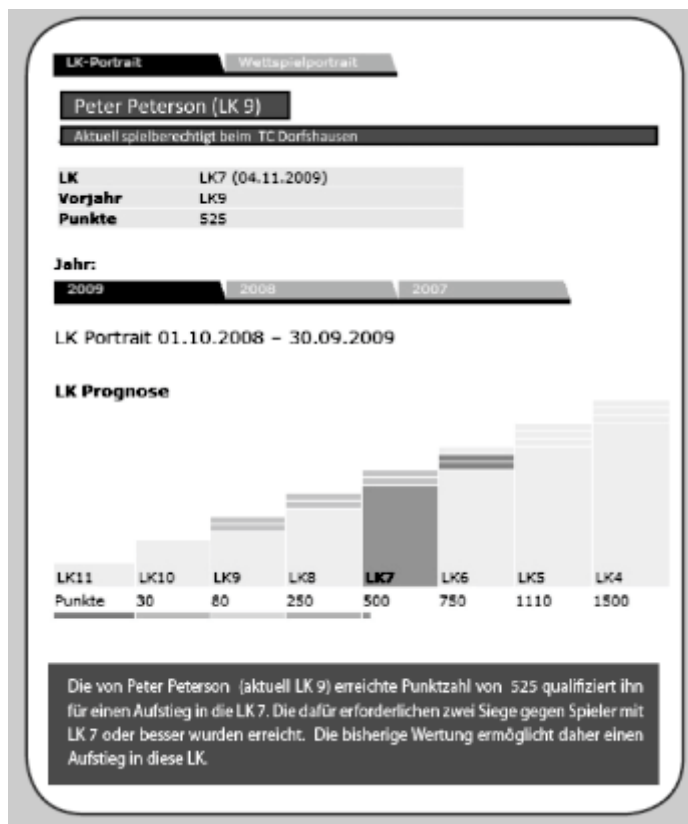 LK-Portrait Wettspielportrait
Peter Peterson (LK 9)
Aktuell spielberechtigt beim TC Dorfshausen
LK LK7 (04.11.2009)
Vorjahr LK9
Punkte 525
Jahr:
2009 2008 2007
LK Portrait 01.10.2008 – 30.09.2009
LK Prognose
LK11 LK10 LK9 LK8 LK7 LK6 LK5 LK4
Punkte 30 80 250 500 750 1110 1500
Die von Peter Peterson (aktuell LK 9) erreichte Punktzahl von 525 qualifiziert ihn
für einen Aufstieg in die LK 7. Die dafür erforderlichen zwei Siege gegen Spieler mit
LK 7 oder besser wurden erreicht. Die bisherige Wertung ermöglicht daher einen
Aufstieg in diese LK.